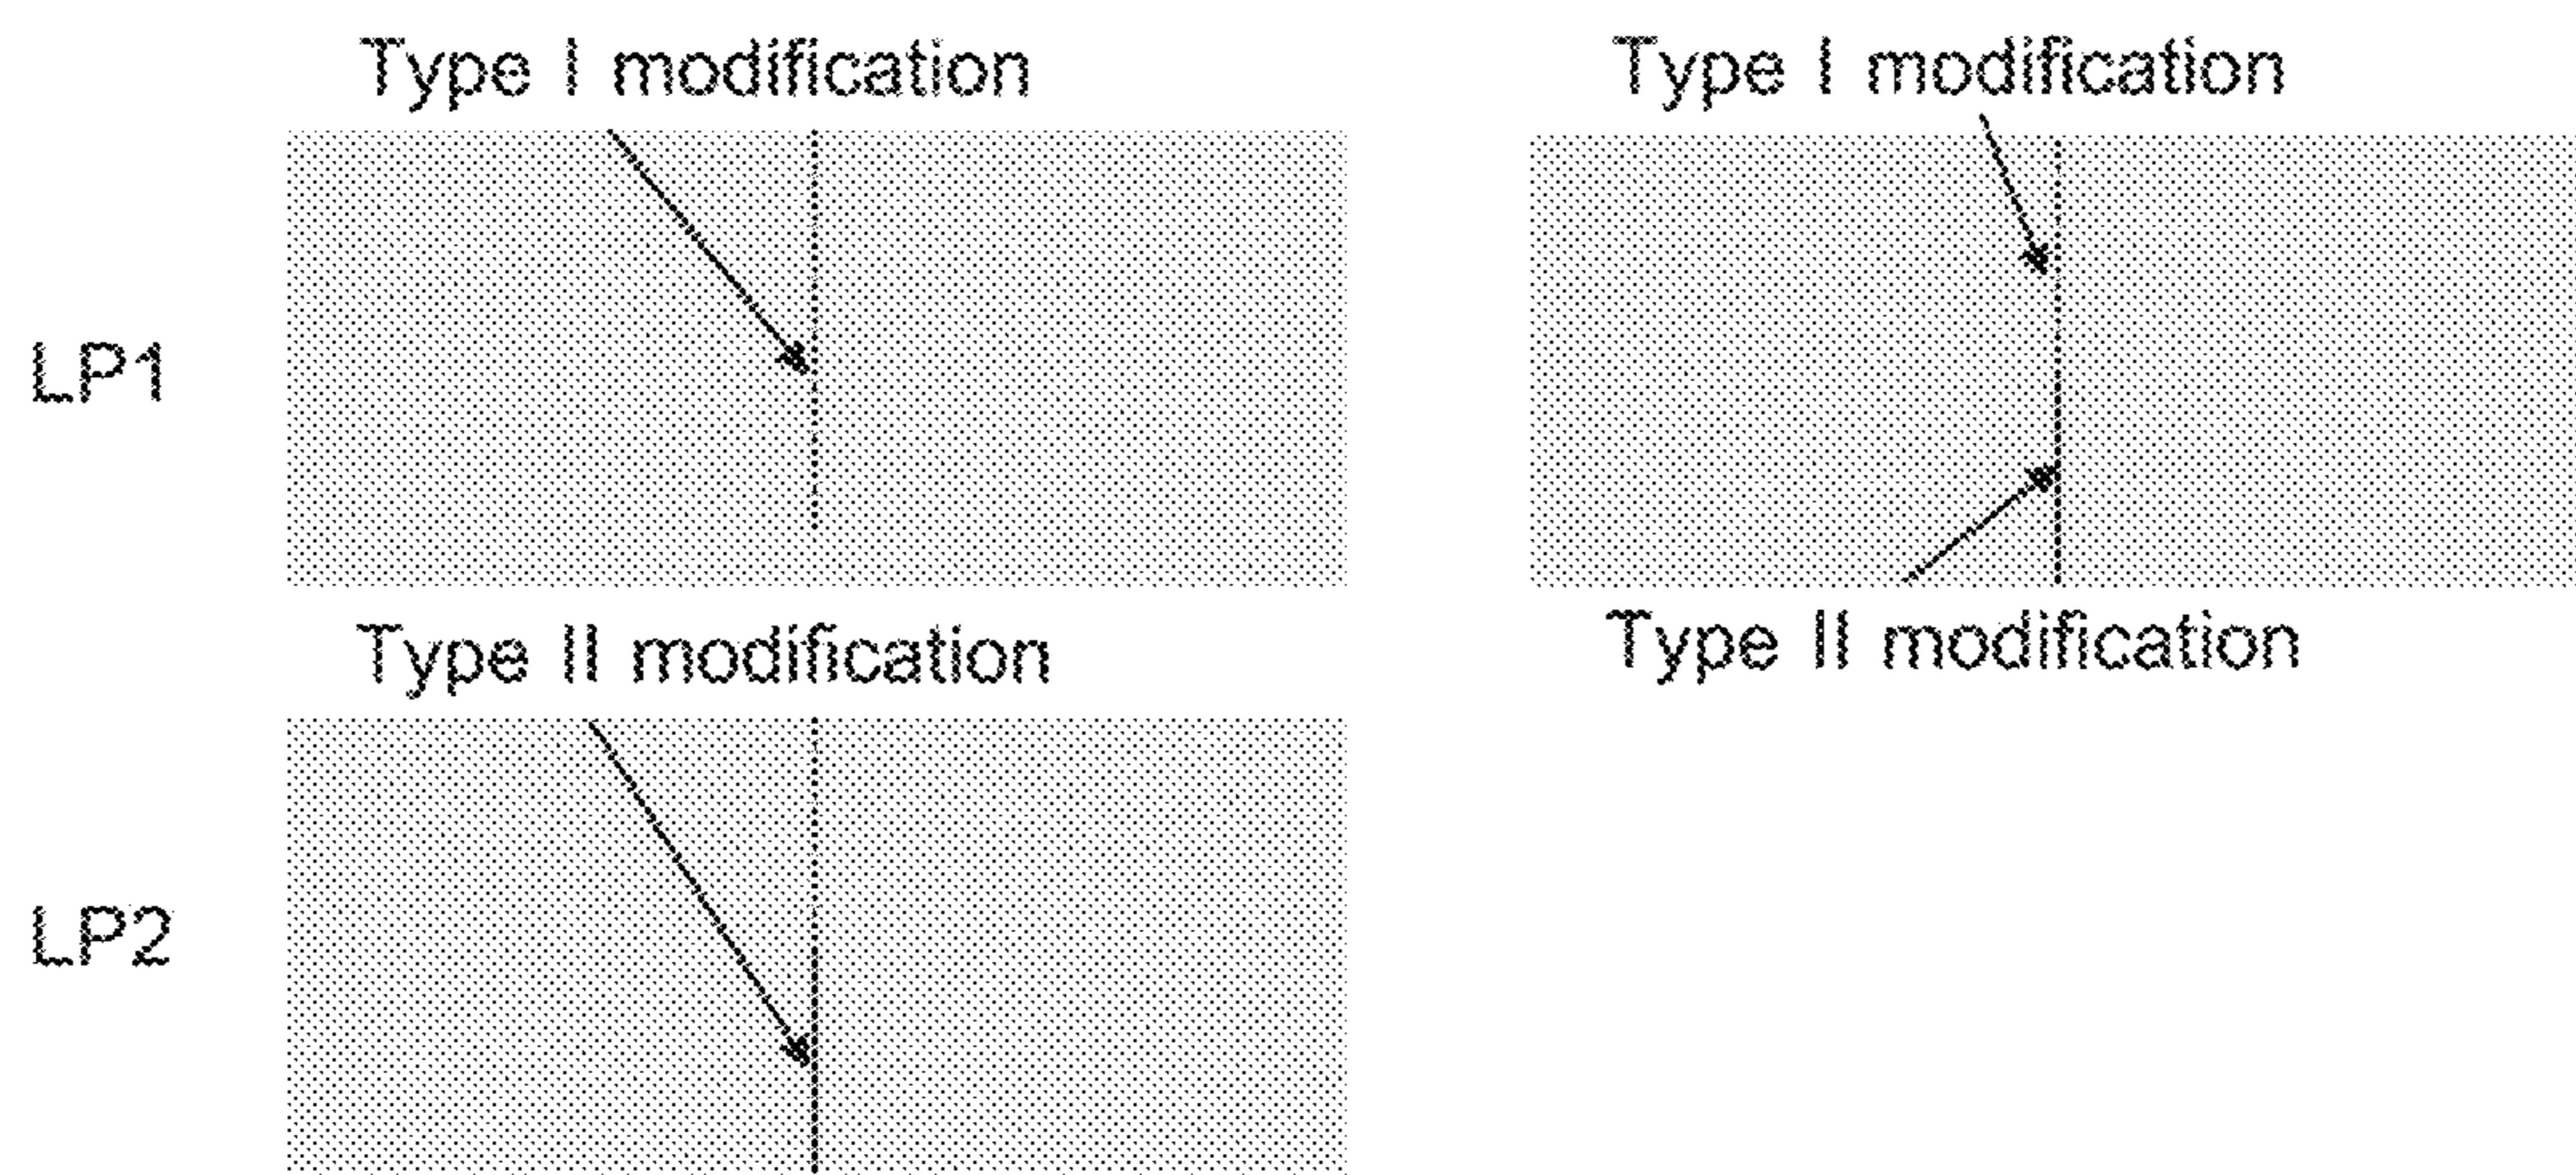 Type I modification
Type I modification
LP1
Type II modification
Type II modification
LP2